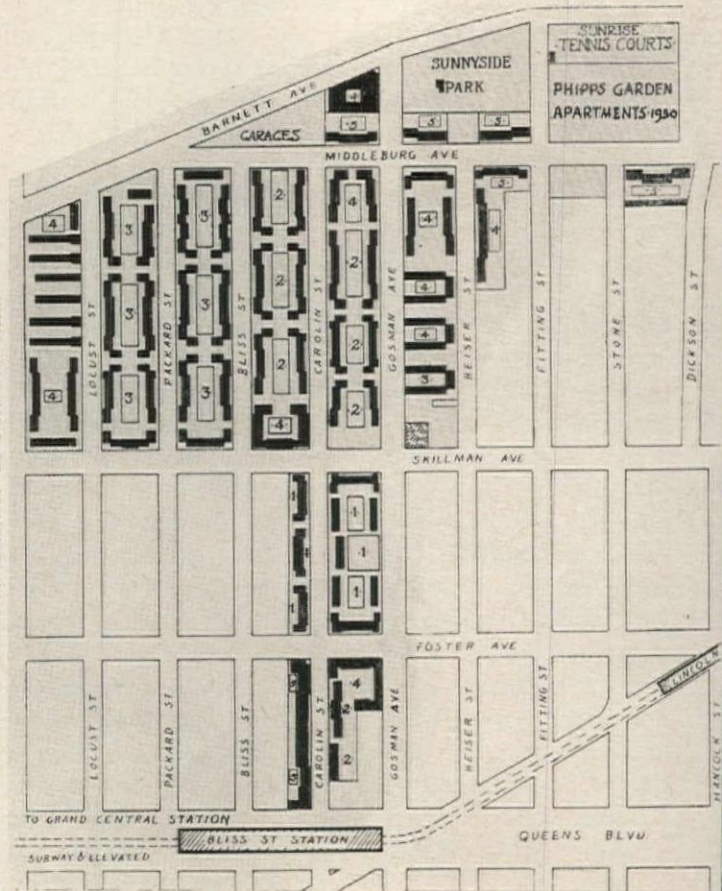 SUNRISE
TENNIS COURTS
SUNNYSIDE
PARK
PHIPPS GARDEN
APARTMENTS·1930
BARNETT AVE
4
5
5
5
GARAGES
MIDDLEBURG AVE
4
3
3
2
4
4
5
4
5
3
3
2
2
4
4
2
2
4
3
3
2
3
4
2
LOCUST ST
PACKARD ST
BLISS ST
CAROLIN ST
GOSMAN AVE
HEISER ST
FITTING ST
STONE ST
DICKSON ST
SKILLMAN AVE
1
1
1
1
1
FOSTER AVE
4
2
LINCOLN
LOCUST ST
PACKARD ST
BLISS ST
CAROLIN ST
GOSMAN AVE
HEISER ST
FITTING ST
HANCOCK ST
TO GRAND CENTRAL STATION
BLISS ST STATION
QUEENS BLVD
SUBWAY & ELEVATED